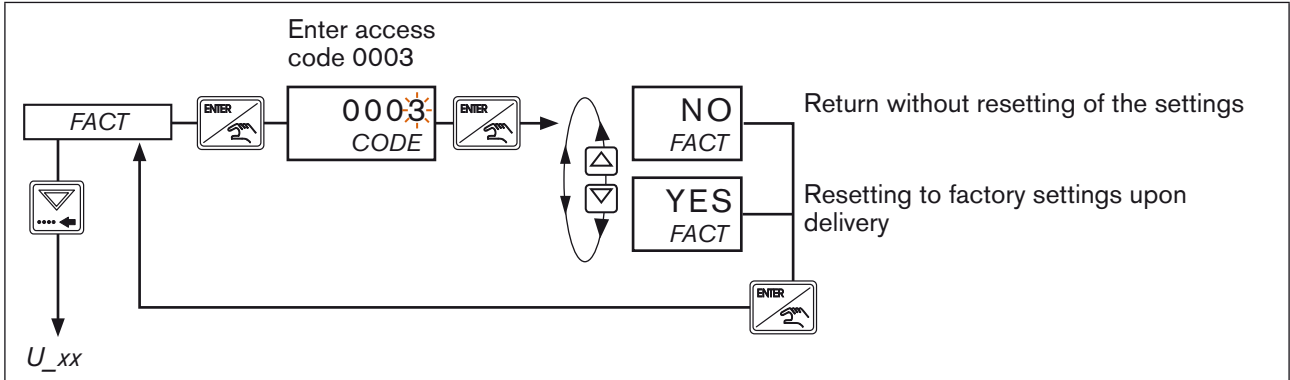 Enter access
code 0003
FACT
ENTER
0003
CODE
ENTER
NO
FACT
Return without resetting of the settings
YES
FACT
Resetting to factory settings upon
delivery
ENTER
U_xx